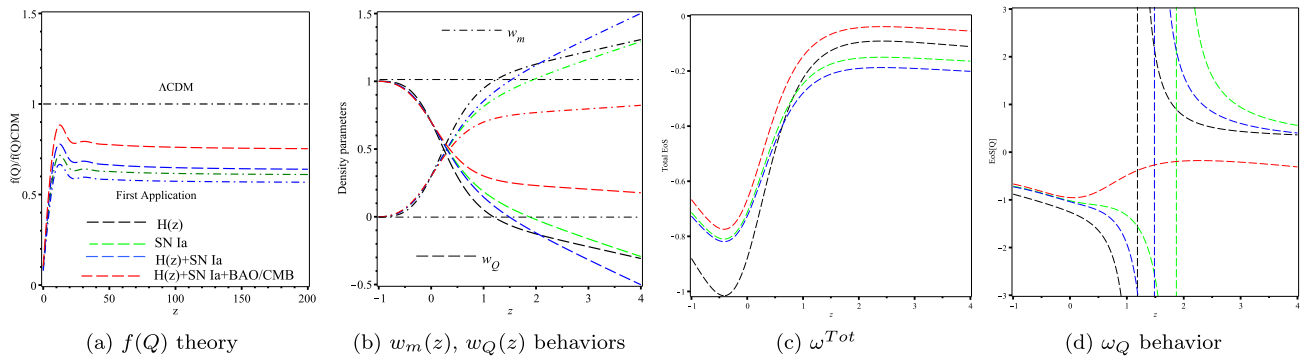 1.5
1
0.5
0
f(Q)/f(Q)/CDM
ΛCDM
First Application
H(z)
SN Ia
H(z)+SN Ia
H(z)+SN Ia+BAO/CMB
0 50 100 150 200
z
(a) f(Q) theory
1.5
1
0.5
0
-0.5
Density parameters
w_m
w_Q
-1 0 1 2 3 4
z
(b) w_m(z), w_Q(z) behaviors
0
-0.2
-0.4
-0.6
-0.8
-1
Total EoS
-1 0 1 2 3 4
z
(c) ω^{Tot}
3
2
1
0
-1
-2
-3
EoS[Q]
-1 0 1 2 3 4
z
(d) ω_Q behavior